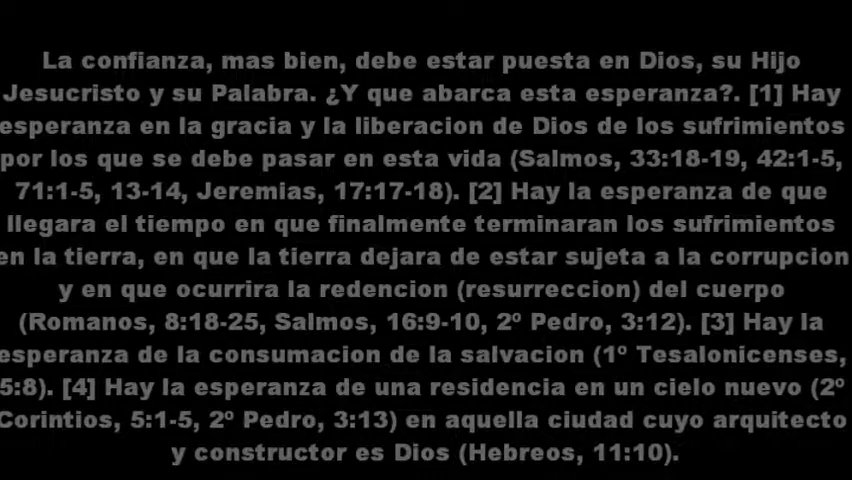 La confianza, mas bien, debe estar puesta en Dios, su Hijo
Jesucristo y su Palabra. ¿Y que abarca esta esperanza?. [1] Hay
esperanza en la gracia y la liberacion de Dios de los sufrimientos
por los que se debe pasar en esta vida (Salmos, 33:18-19, 42:1-5,
71:1-5, 13-14, Jeremias, 17:17-18). [2] Hay la esperanza de que
llegara el tiempo en que finalmente terminaran los sufrimientos
en la tierra, en que la tierra dejara de estar sujeta a la corrupcion
y en que ocurrira la redencion (resurreccion) del cuerpo
(Romanos, 8:18-25, Salmos, 16:9-10, 2º Pedro, 3:12). [3] Hay la
esperanza de la consumacion de la salvacion (1º Tesalonicenses,
5:8). [4] Hay la esperanza de una residencia en un cielo nuevo (2º
Corintios, 5:1-5, 2º Pedro, 3:13) en aquella ciudad cuyo arquitecto
y constructor es Dios (Hebreos, 11:10).